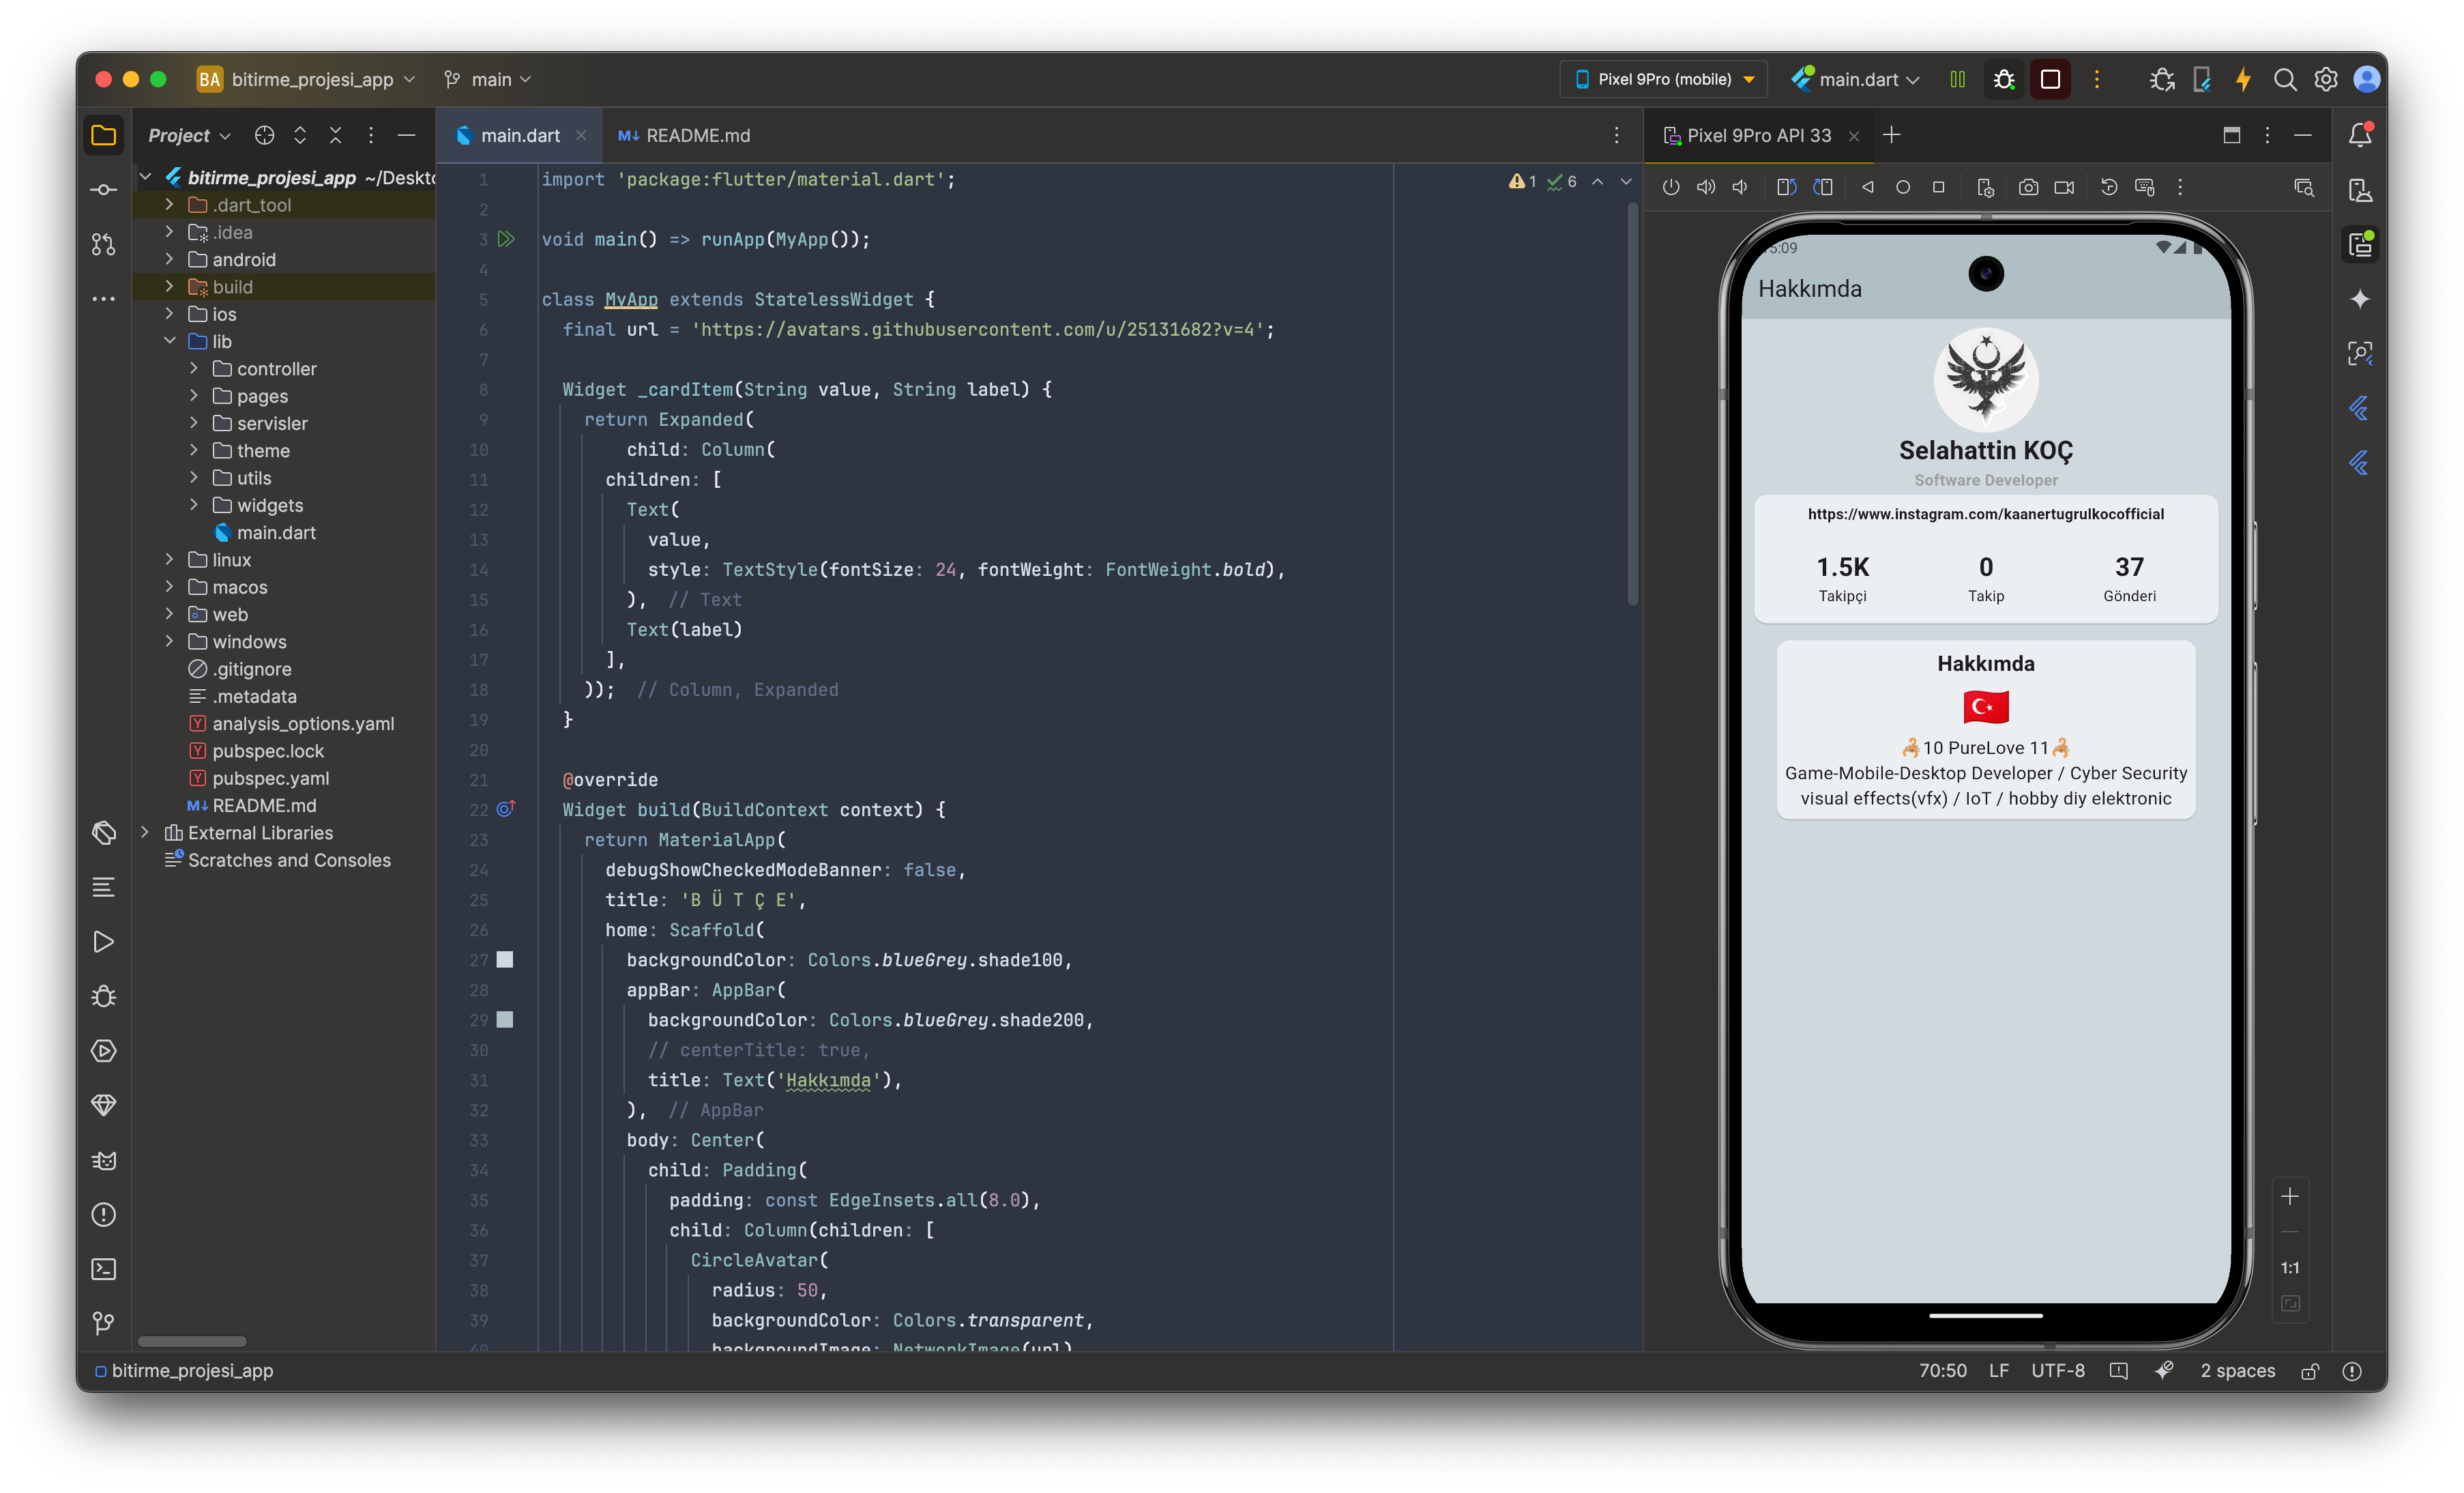 BA bitirme_projesi_app main Pixel 9Pro (mobile) main.dart
Project
bitirme_projesi_app ~/Deskto
.dart_tool
.idea
android
build
ios
lib
controller
pages
servisler
theme
utils
widgets
main.dart
linux
macos
web
windows
.gitignore
.metadata
analysis_options.yaml
pubspec.lock
pubspec.yaml
README.md
External Libraries
Scratches and Consoles
main.dart README.md
1 6
1 import 'package:flutter/material.dart';
2
3 void main() => runApp(MyApp());
4
5 class MyApp extends StatelessWidget {
6 final url = 'https://avatars.githubusercontent.com/u/25131682?v=4';
7
8 Widget _cardItem(String value, String label) {
9 return Expanded(
10 child: Column(
11 children: [
12 Text(
13 value,
14 style: TextStyle(fontSize: 24, fontWeight: FontWeight.bold),
15 ), // Text
16 Text(label)
17 ],
18 )); // Column, Expanded
19 }
20
21 @override
22 Widget build(BuildContext context) {
23 return MaterialApp(
24 debugShowCheckedModeBanner: false,
25 title: 'B Ü T Ç E',
26 home: Scaffold(
27 backgroundColor: Colors.blueGrey.shade100,
28 appBar: AppBar(
29 backgroundColor: Colors.blueGrey.shade200,
30 // centerTitle: true,
31 title: Text('Hakkımda'),
32 ), // AppBar
33 body: Center(
34 child: Padding(
35 padding: const EdgeInsets.all(8.0),
36 child: Column(children: [
37 CircleAvatar(
38 radius: 50,
39 backgroundColor: Colors.transparent,
40 backgroundImage: NetworkImage(url)
Pixel 9Pro API 33
5:09
Hakkımda
Selahattin KOÇ
Software Developer
https://www.instagram.com/kaanertugrulkocofficial
1.5K 0 37
Takipçi Takip Gönderi
Hakkımda
🇹🇷
🦂10 PureLove 11🦂
Game-Mobile-Desktop Developer / Cyber Security
visual effects(vfx) / IoT / hobby diy elektronic
1:1
bitirme_projesi_app 70:50 LF UTF-8 2 spaces